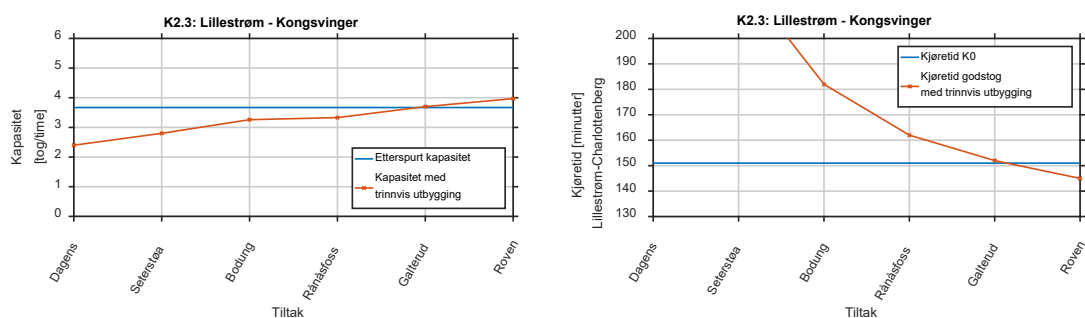 K2.3: Lillestrøm - Kongsvinger
6
5
4
3
2
1
0
Kapasitet
[tog/time]
Etterspurt kapasitet
Kapasitet med
trinnvis utbygging
Dagens
Seterstøa
Bodung
Rånåsfoss
Galterud
Roven
Tiltak
K2.3: Lillestrøm - Kongsvinger
200
190
180
170
160
150
140
130
Kjøretid [minutter]
Lillestrøm-Charlottenberg
Kjøretid K0
Kjøretid godstog
med trinnvis utbygging
Dagens
Seterstøa
Bodung
Rånåsfoss
Galterud
Roven
Tiltak